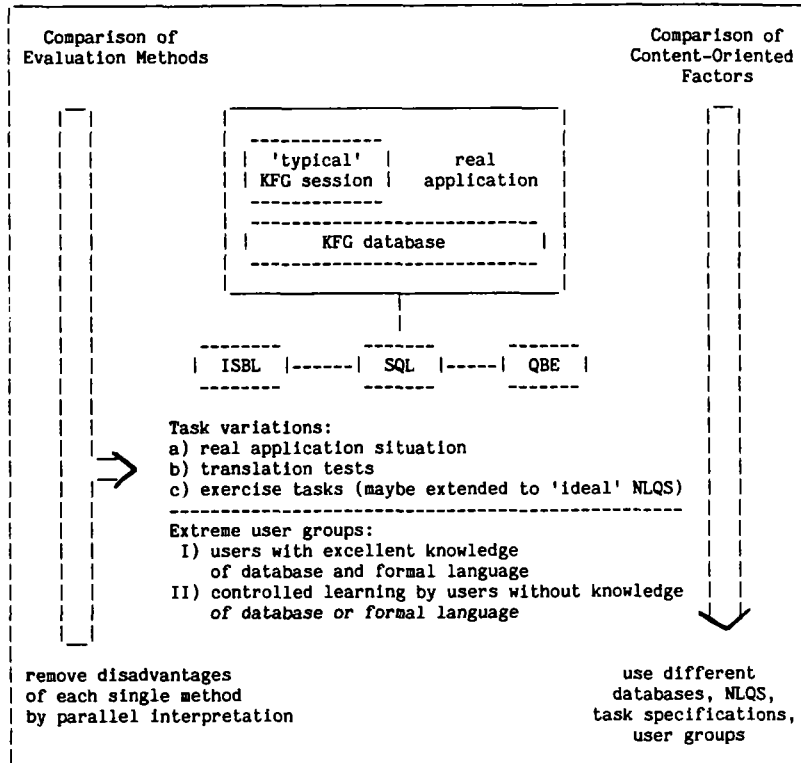 Comparison of
Evaluation Methods
Comparison of
Content-Oriented
Factors
'typical'
KFG session
real
application
KFG database
ISBL
SQL
QBE
Task variations:
a) real application situation
b) translation tests
c) exercise tasks (maybe extended to 'ideal' NLQS)
Extreme user groups:
I) users with excellent knowledge
of database and formal language
II) controlled learning by users without knowledge
of database or formal language
remove disadvantages
of each single method
by parallel interpretation
use different
databases, NLQS,
task specifications,
user groups